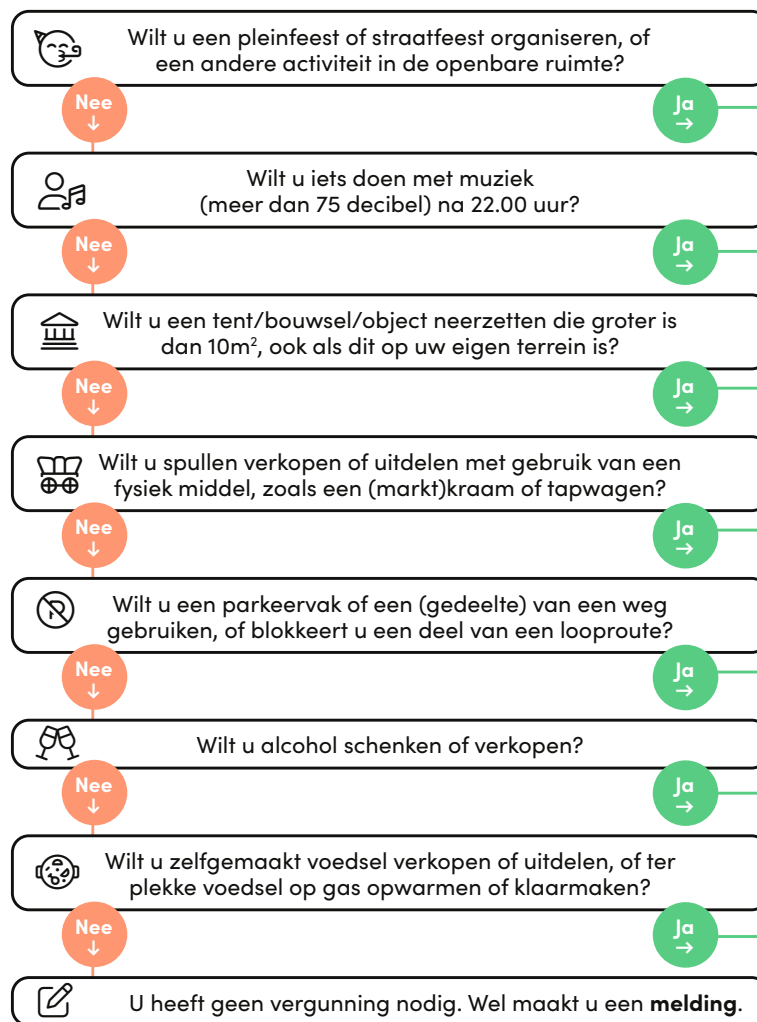 Wilt u een pleinfeest of straatfeest organiseren, of
een andere activiteit in de openbare ruimte?
Nee
↓
Ja
→
Wilt u iets doen met muziek
(meer dan 75 decibel) na 22.00 uur?
Nee
↓
Ja
→
Wilt u een tent/bouwsel/object neerzetten die groter is
dan 10m², ook als dit op uw eigen terrein is?
Nee
↓
Ja
→
Wilt u spullen verkopen of uitdelen met gebruik van een
fysiek middel, zoals een (markt)kraam of tapwagen?
Nee
↓
Ja
→
Wilt u een parkeervak of een (gedeelte) van een weg
gebruiken, of blokkeert u een deel van een looproute?
Nee
↓
Ja
→
Wilt u alcohol schenken of verkopen?
Nee
↓
Ja
→
Wilt u zelfgemaakt voedsel verkopen of uitdelen, of ter
plekke voedsel op gas opwarmen of klaarmaken?
Nee
↓
Ja
→
U heeft geen vergunning nodig. Wel maakt u een melding.